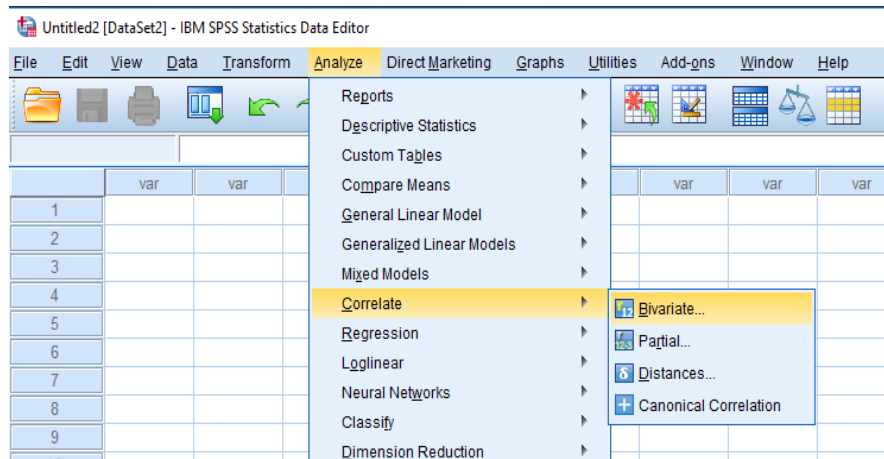 Untitled2 [DataSet2] - IBM SPSS Statistics Data Editor
File Edit View Data Transform Analyze Direct Marketing Graphs Utilities Add-ons Window Help
Reports
Descriptive Statistics
Custom Tables
Compare Means
General Linear Model
Generalized Linear Models
Mixed Models
Correlate
Regression
Loglinear
Neural Networks
Classify
Dimension Reduction
Bivariate...
Partial...
Distances...
Canonical Correlation
var var var var var
1
2
3
4
5
6
7
8
9